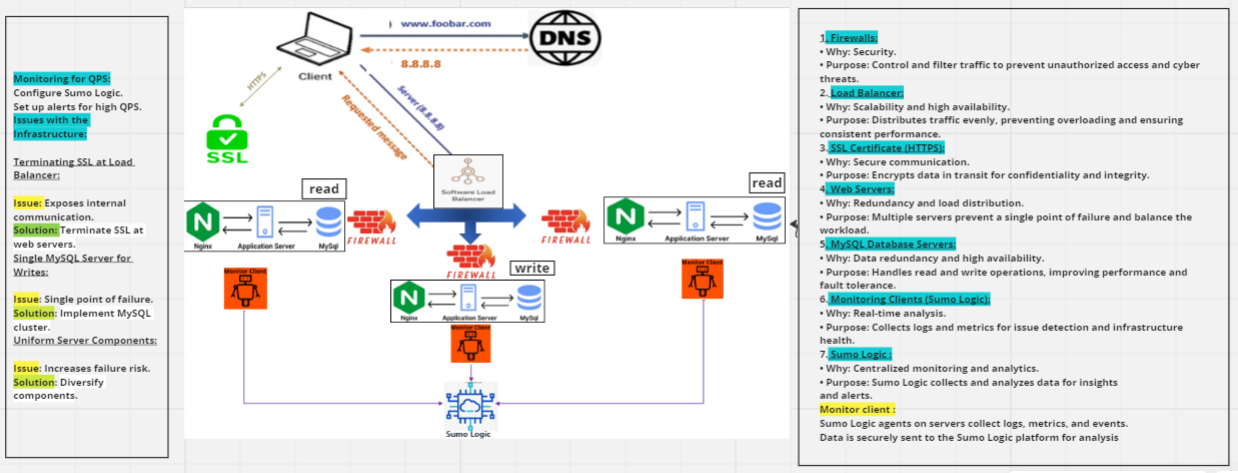 Monitoring for QPS:
Configure Sumo Logic.
Set up alerts for high QPS.
Issues with the
Infrastructure:
Terminating SSL at Load
Balancer:
Issue: Exposes internal
communication.
Solution: Terminate SSL at
web servers.
Single MySQL Server for
Writes:
Issue: Single point of failure.
Solution: Implement MySQL
cluster.
Uniform Server Components:
Issue: Increases failure risk.
Solution: Diversify
components.
www.foobar.com
DNS
8.8.8.8
Client
HTTPS
Server(8.8.8.8)
Requested message
SSL
Software Load
Balancer
read
Nginx
Application Server
MySql
FIREWALL
FIREWALL
read
Nginx
Application Server
MySql
FIREWALL
write
Nginx
Application Server
MySql
Monitor Client
Monitor Client
Monitor Client
Sumo Logic
1. Firewalls:
• Why: Security.
• Purpose: Control and filter traffic to prevent unauthorized access and cyber
threats.
2. Load Balancer:
• Why: Scalability and high availability.
• Purpose: Distributes traffic evenly, preventing overloading and ensuring
consistent performance.
3. SSL Certificate (HTTPS):
• Why: Secure communication.
• Purpose: Encrypts data in transit for confidentiality and integrity.
4. Web Servers:
• Why: Redundancy and load distribution.
• Purpose: Multiple servers prevent a single point of failure and balance the
workload.
5. MySQL Database Servers:
• Why: Data redundancy and high availability.
• Purpose: Handles read and write operations, improving performance and
fault tolerance.
6. Monitoring Clients (Sumo Logic):
• Why: Real-time analysis.
• Purpose: Collects logs and metrics for issue detection and infrastructure
health.
7. Sumo Logic :
• Why: Centralized monitoring and analytics.
• Purpose: Sumo Logic collects and analyzes data for insights
and alerts.
Monitor client :
Sumo Logic agents on servers collect logs, metrics, and events.
Data is securely sent to the Sumo Logic platform for analysis